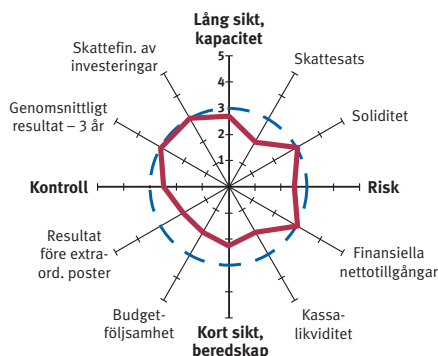 Lång sikt,
kapacitet
Skattefin. av
investeringar
Skattesats
Genomsnittligt
resultat – 3 år
Soliditet
5
4
3
2
1
Kontroll
Risk
Resultat
före extra-
ord. poster
Finansiella
nettotillgångar
Budget-
följsamhet
Kassa-
likviditet
Kort sikt,
beredskap